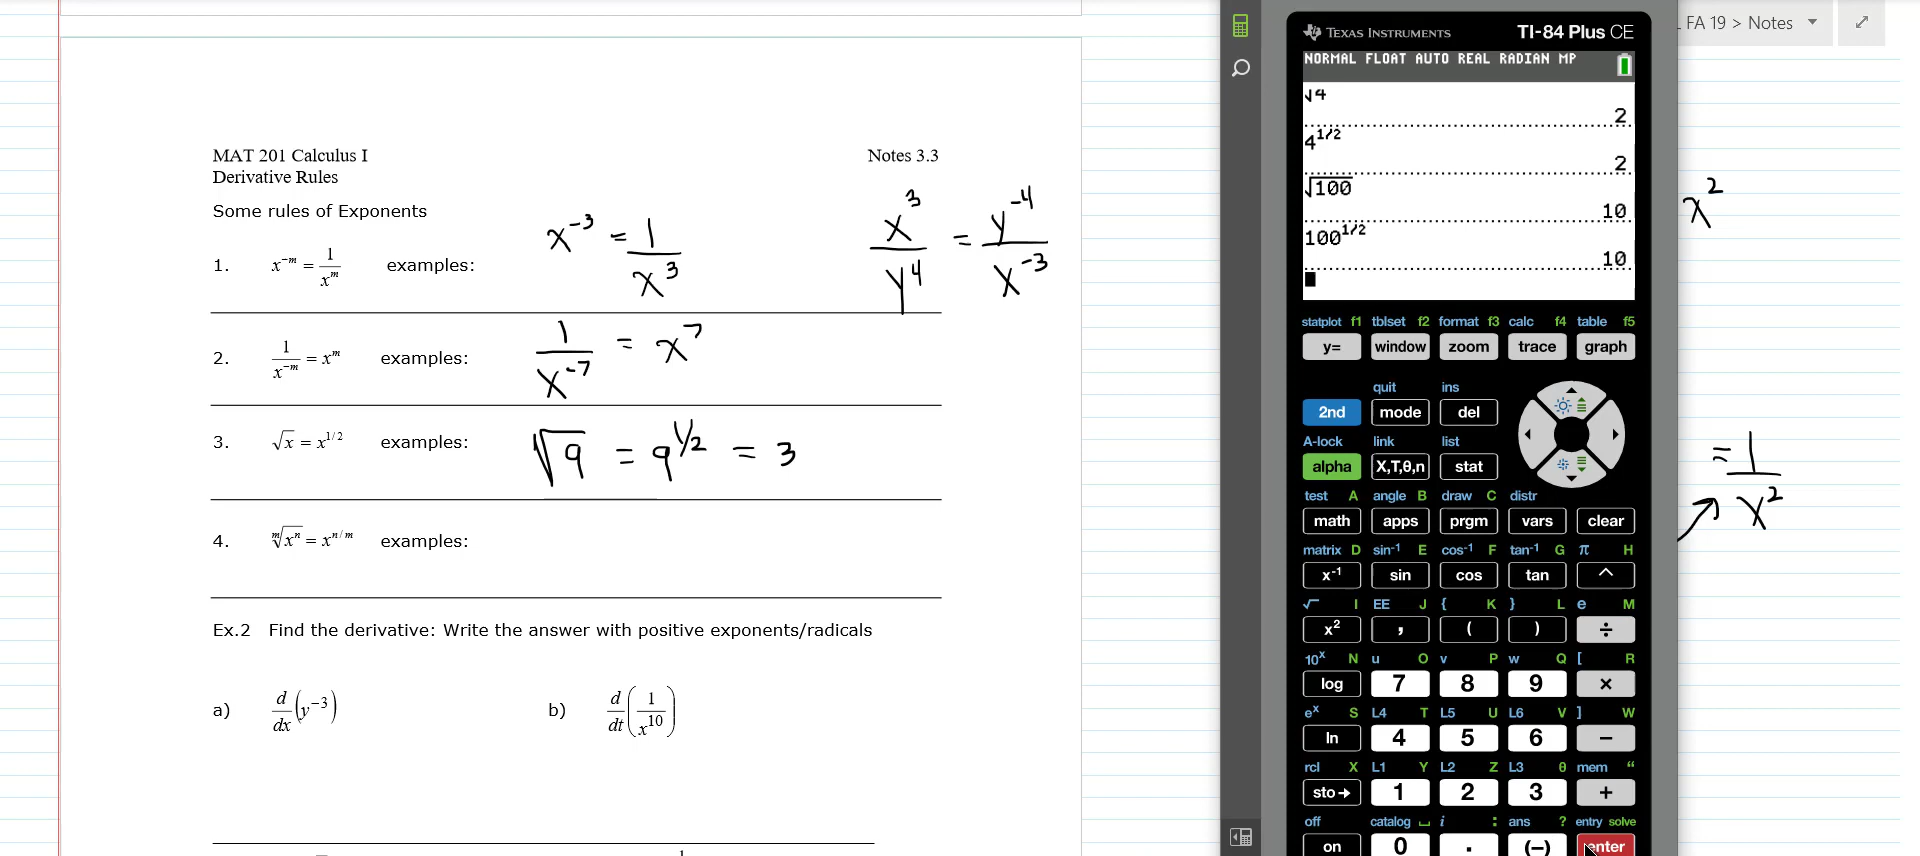 FA 19 > Notes
MAT 201 Calculus I
Notes 3.3
Derivative Rules
Some rules of Exponents
1. x^{-m} = 1/x^m examples: x^{-3} = 1/x^3 x^3/y^4 = y^{-4}/x^{-3}
2. 1/x^{-m} = x^m examples: 1/x^{-7} = x^7
3. √x = x^{1/2} examples: √9 = 9^{1/2} = 3
4. ᵐ√(x^n) = x^{n/m} examples:
Ex.2 Find the derivative: Write the answer with positive exponents/radicals
a) d/dx (y^{-3}) b) d/dt (1/x^{10})
TEXAS INSTRUMENTS TI-84 Plus CE
NORMAL FLOAT AUTO REAL RADIAN MP
√4
2
4^{1/2}
2
√100
10
100^{1/2}
10
statplot f1 tblset f2 format f3 calc f4 table f5
y= window zoom trace graph
quit ins
2nd mode del
A-lock link list
alpha X,T,θ,n stat
test A angle B draw C distr
math apps prgm vars clear
matrix D sin-1 E cos-1 F tan-1 G π H
x-1 sin cos tan ^
√ I EE J { K } L e M
x² , ( ) ÷
10^x N u O v P w Q [ R
log 7 8 9 ×
e^x S L4 T L5 U L6 V ] W
ln 4 5 6 −
rcl X L1 Y L2 Z L3 θ mem “
sto→ 1 2 3 +
off catalog ⎵ i : ans ? entry solve
on 0 . (−) enter
x^2
= 1/x^2